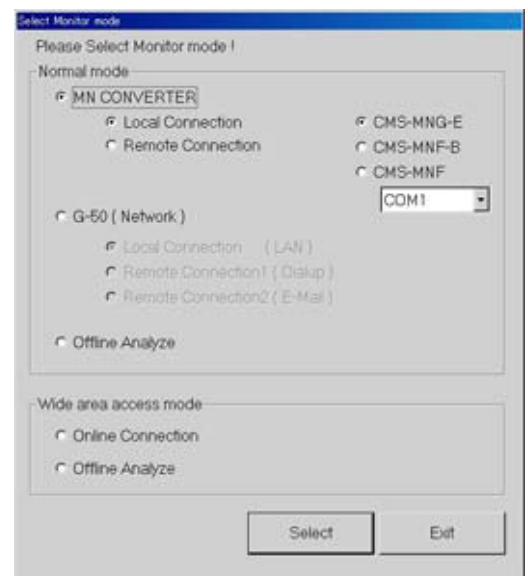 Select Monitor mode
Please Select Monitor mode !
Normal mode
MN CONVERTER
Local Connection CMS-MNG-E
Remote Connection CMS-MNF-B
CMS-MNF
COM1
G-50 ( Network )
Local Connection ( LAN )
Remote Connection1 ( Dialup )
Remote Connection2 ( E-Mail )
Offline Analyze
Wide area access mode
Online Connection
Offline Analyze
Select Exit